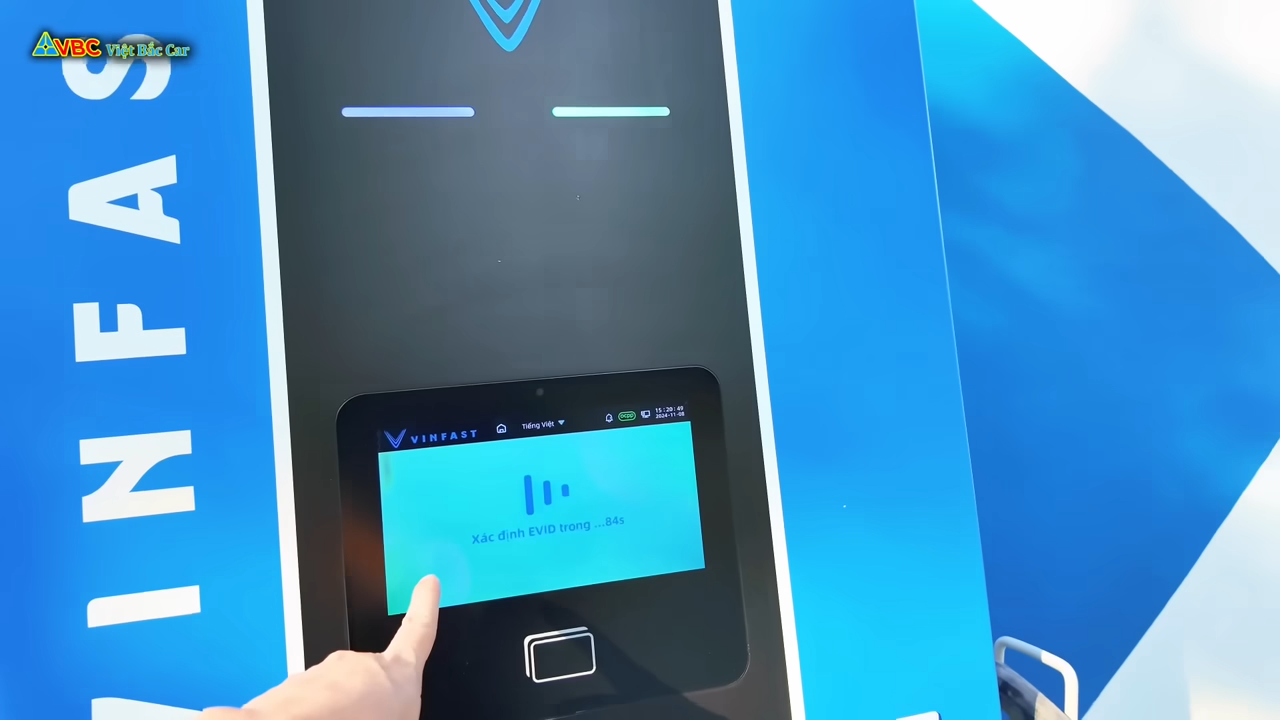 VBC Việt Bắc Car
VINFAST
VINFAST
Tiếng Việt
ocpp
15:20:49
2024-11-08
Xác định EVID trong ...84s